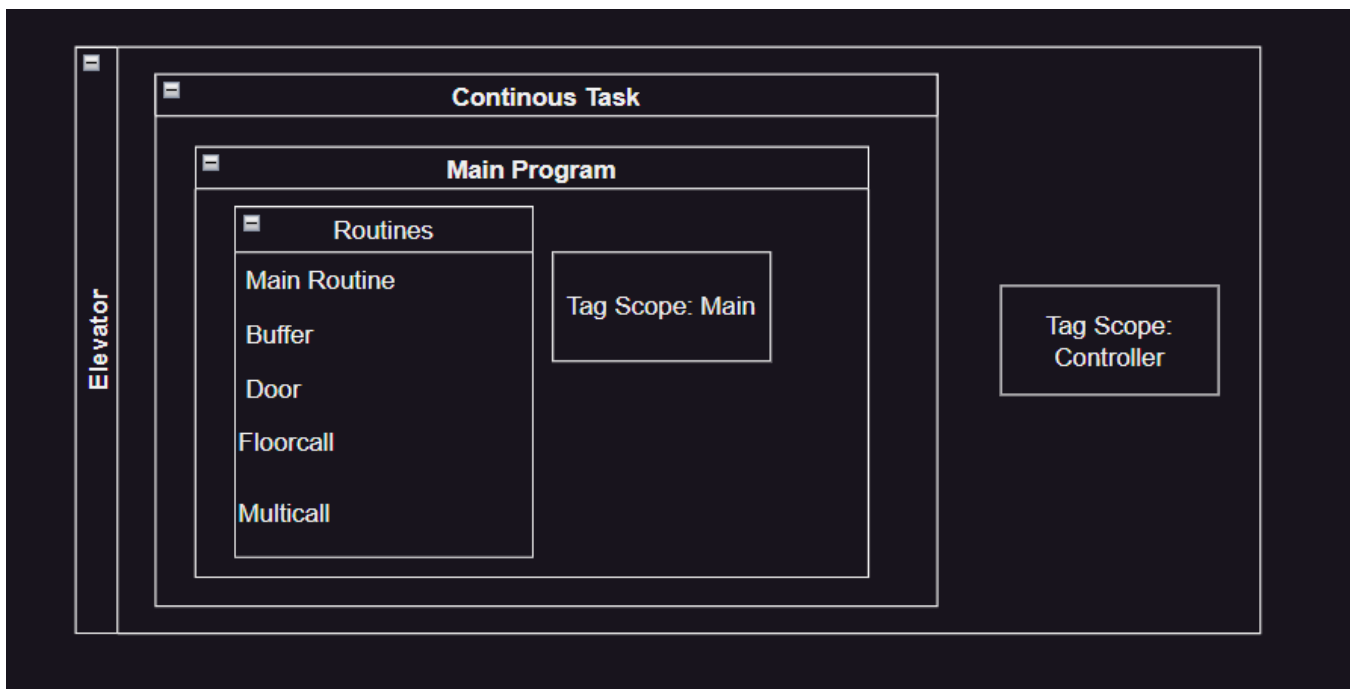 Elevator
Continous Task
Main Program
Routines
Main Routine
Buffer
Door
Floorcall
Multicall
Tag Scope: Main
Tag Scope:
Controller